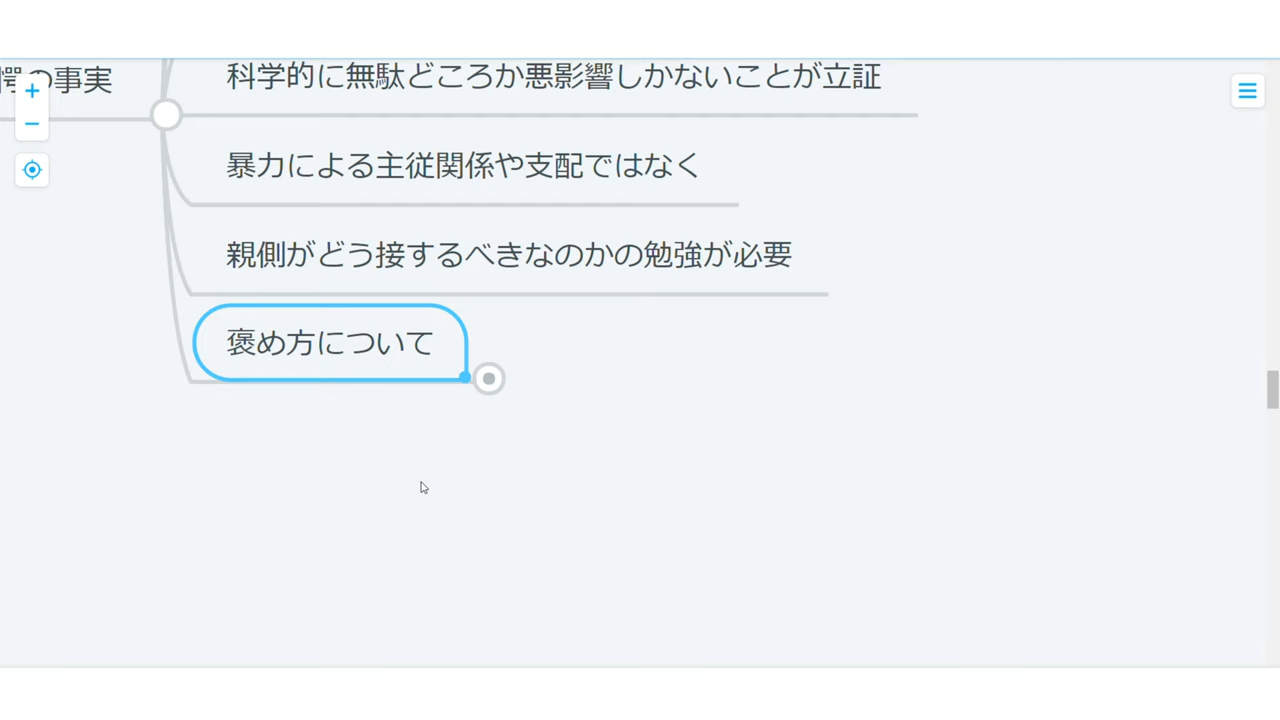 の事実
科学的に無駄どころか悪影響しかないことが立証
暴力による主従関係や支配ではなく
親側がどう接するべきなのかの勉強が必要
褒め方について